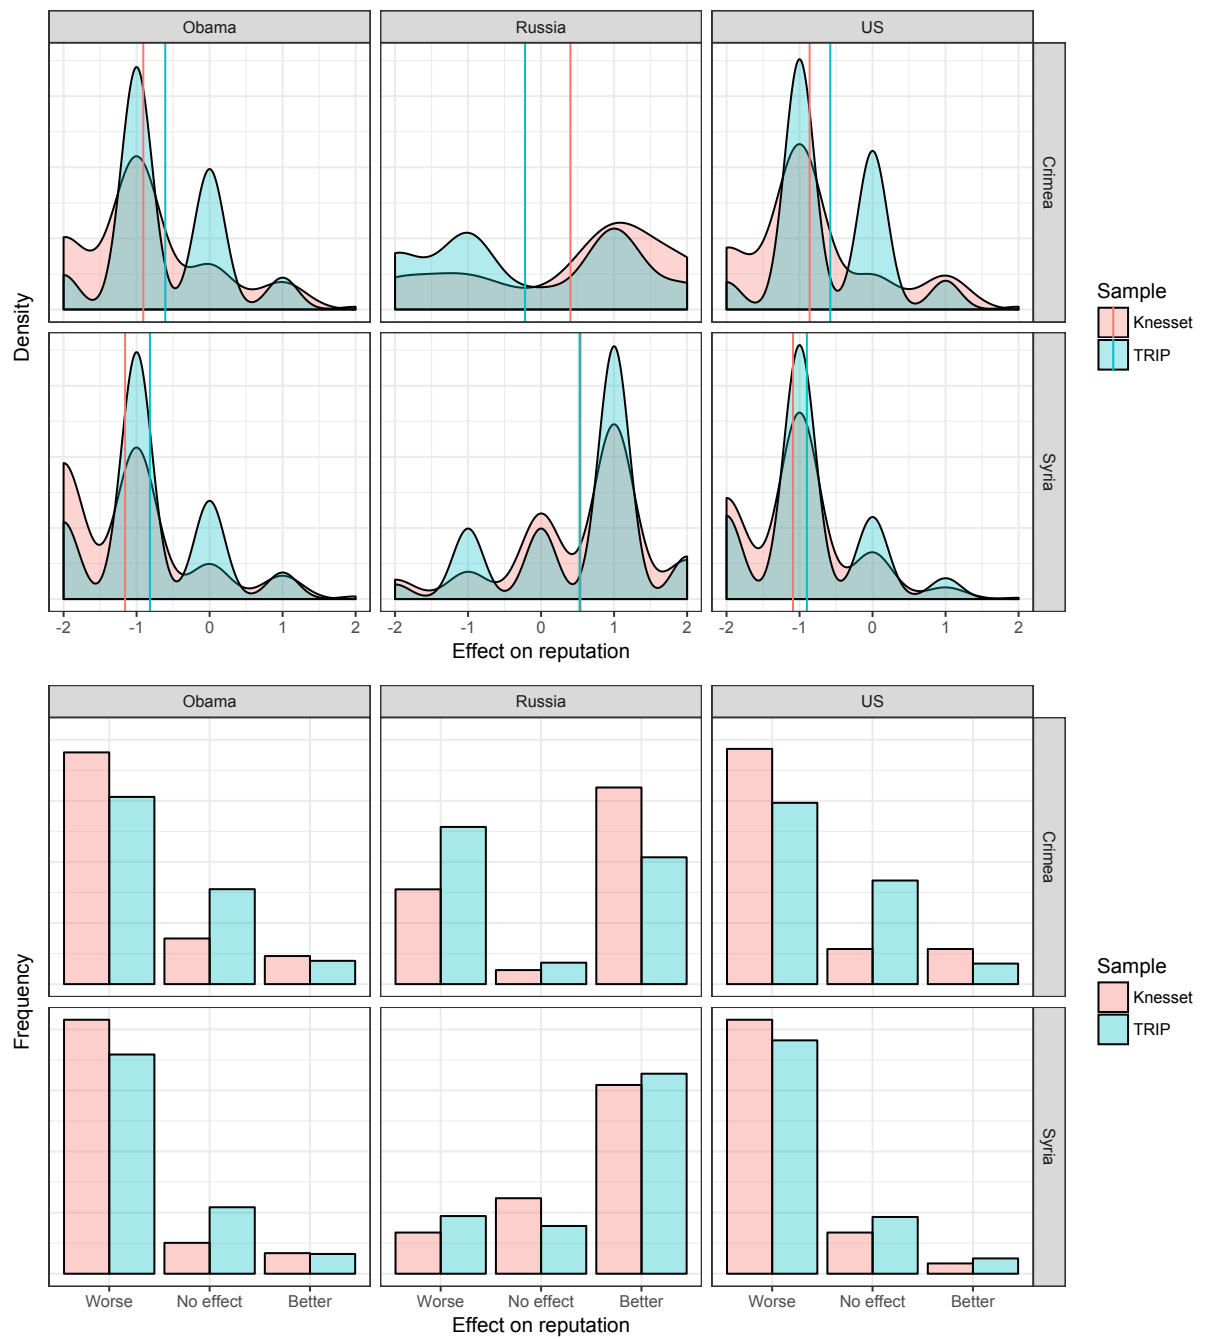 Obama Russia US
Crimea
Density
Sample
Knesset
TRIP
Syria
-2 -1 0 1 2 -2 -1 0 1 2 -2 -1 0 1 2
Effect on reputation
Obama Russia US
Crimea
Frequency
Sample
Knesset
TRIP
Syria
Worse No effect Better Worse No effect Better Worse No effect Better
Effect on reputation